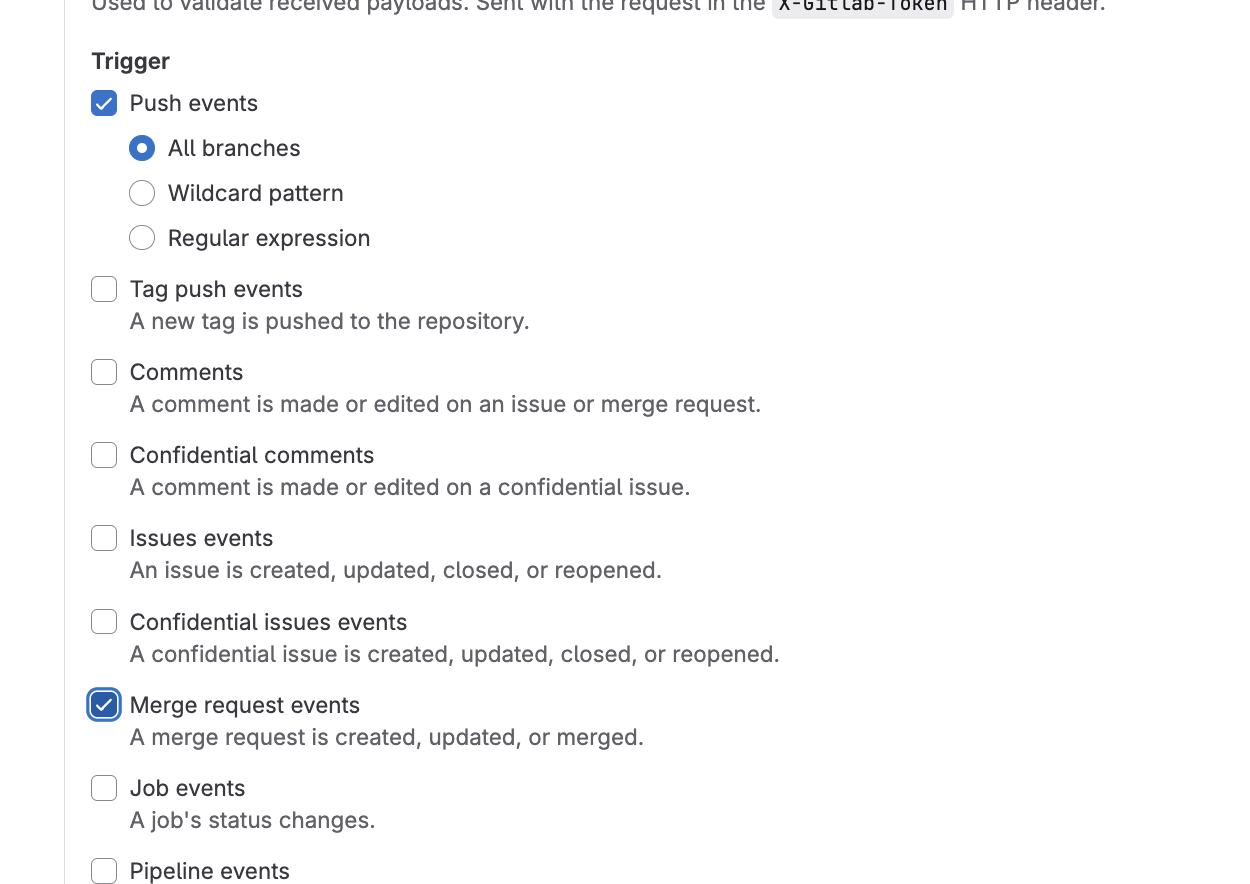 Used to validate received payloads. Sent with the request in the X-Gitlab-Token HTTP header.
Trigger
Push events
All branches
Wildcard pattern
Regular expression
Tag push events
A new tag is pushed to the repository.
Comments
A comment is made or edited on an issue or merge request.
Confidential comments
A comment is made or edited on a confidential issue.
Issues events
An issue is created, updated, closed, or reopened.
Confidential issues events
A confidential issue is created, updated, closed, or reopened.
Merge request events
A merge request is created, updated, or merged.
Job events
A job's status changes.
Pipeline events